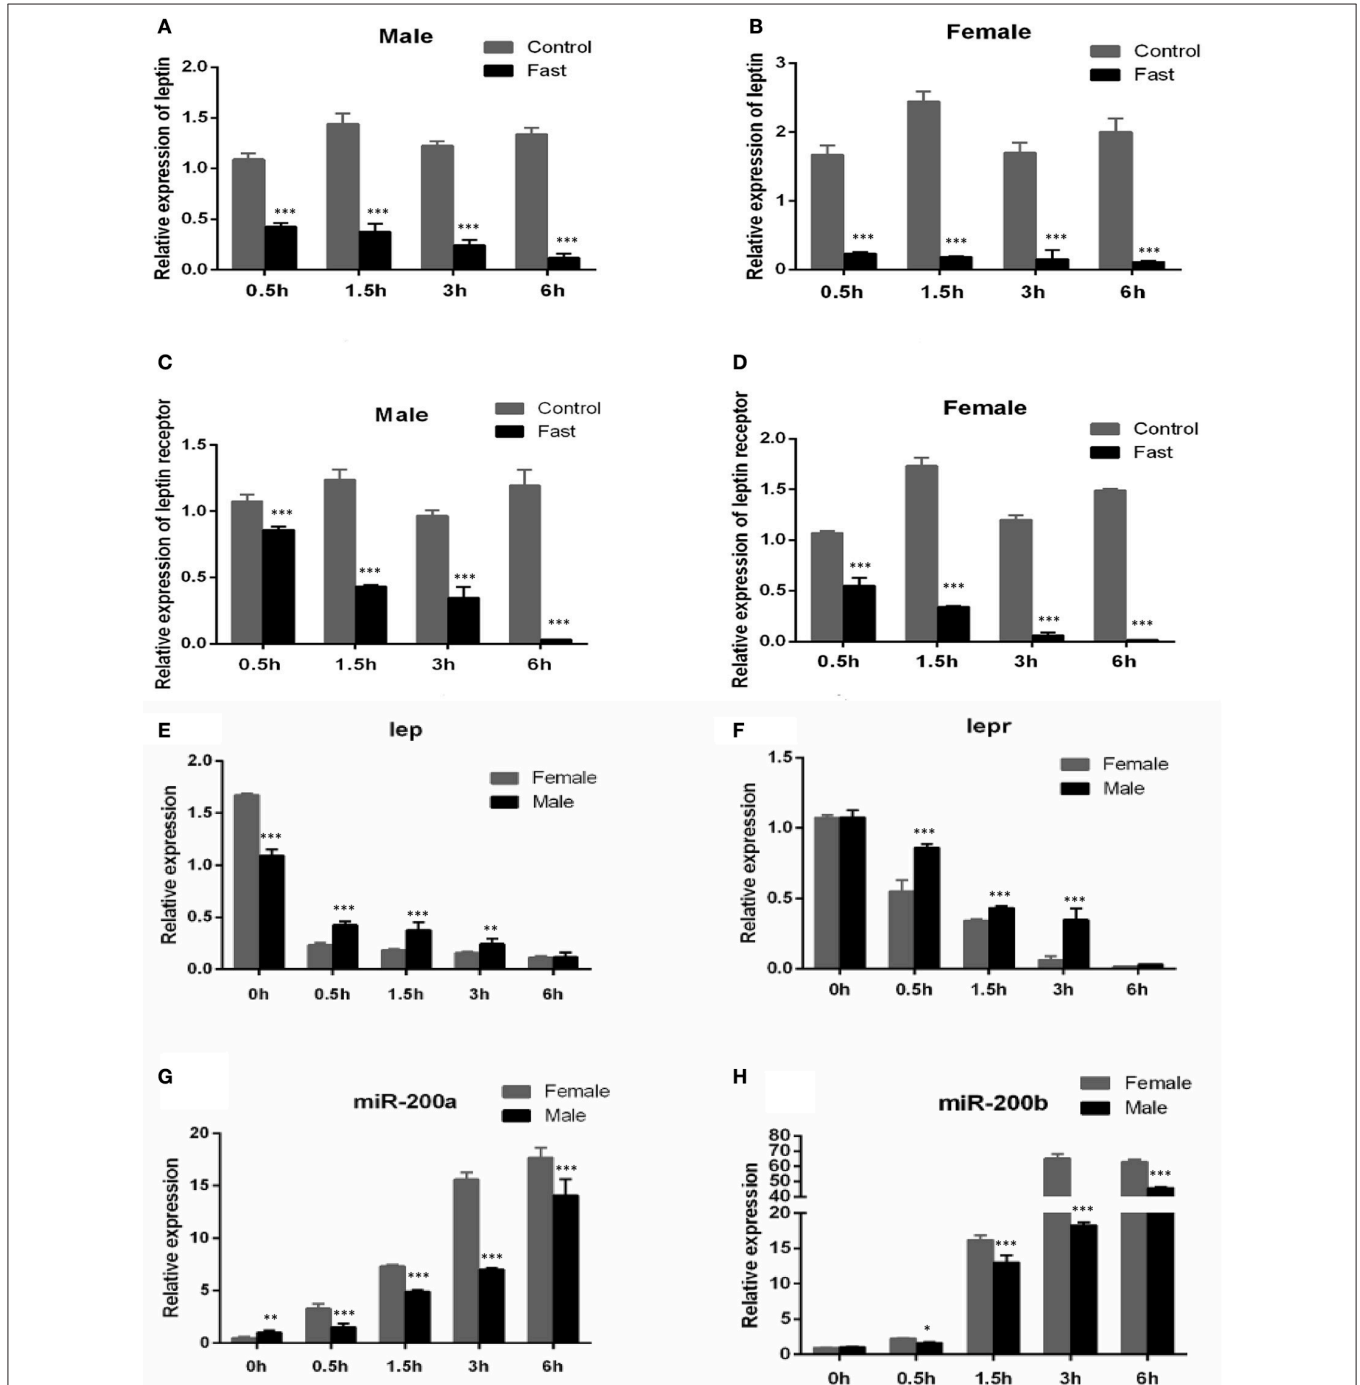 A
Male
Control
Fast
Relative expression of leptin
2.0
1.5
1.0
0.5
0.0
***
***
***
***
0.5h 1.5h 3h 6h
B
Female
Control
Fast
Relative expression of leptin
3
2
1
0
***
***
***
***
0.5h 1.5h 3h 6h
C
Male
Control
Fast
Relative expression of leptin receptor
1.5
1.0
0.5
0.0
***
***
***
***
0.5h 1.5h 3h 6h
D
Female
Control
Fast
Relative expression of leptin receptor
2.0
1.5
1.0
0.5
0.0
***
***
***
***
0.5h 1.5h 3h 6h
E
lep
Female
Male
Relative expression
2.0
1.5
1.0
0.5
0.0
***
***
***
**
0h 0.5h 1.5h 3h 6h
F
lepr
Female
Male
Relative expression
1.5
1.0
0.5
0.0
***
***
***
0h 0.5h 1.5h 3h 6h
G
miR-200a
Female
Male
Relative expression
20
15
10
5
0
**
***
***
***
***
0h 0.5h 1.5h 3h 6h
H
miR-200b
Female
Male
Relative expression
80
70
60
50
40
20
15
10
5
0
*
***
***
***
0h 0.5h 1.5h 3h 6h